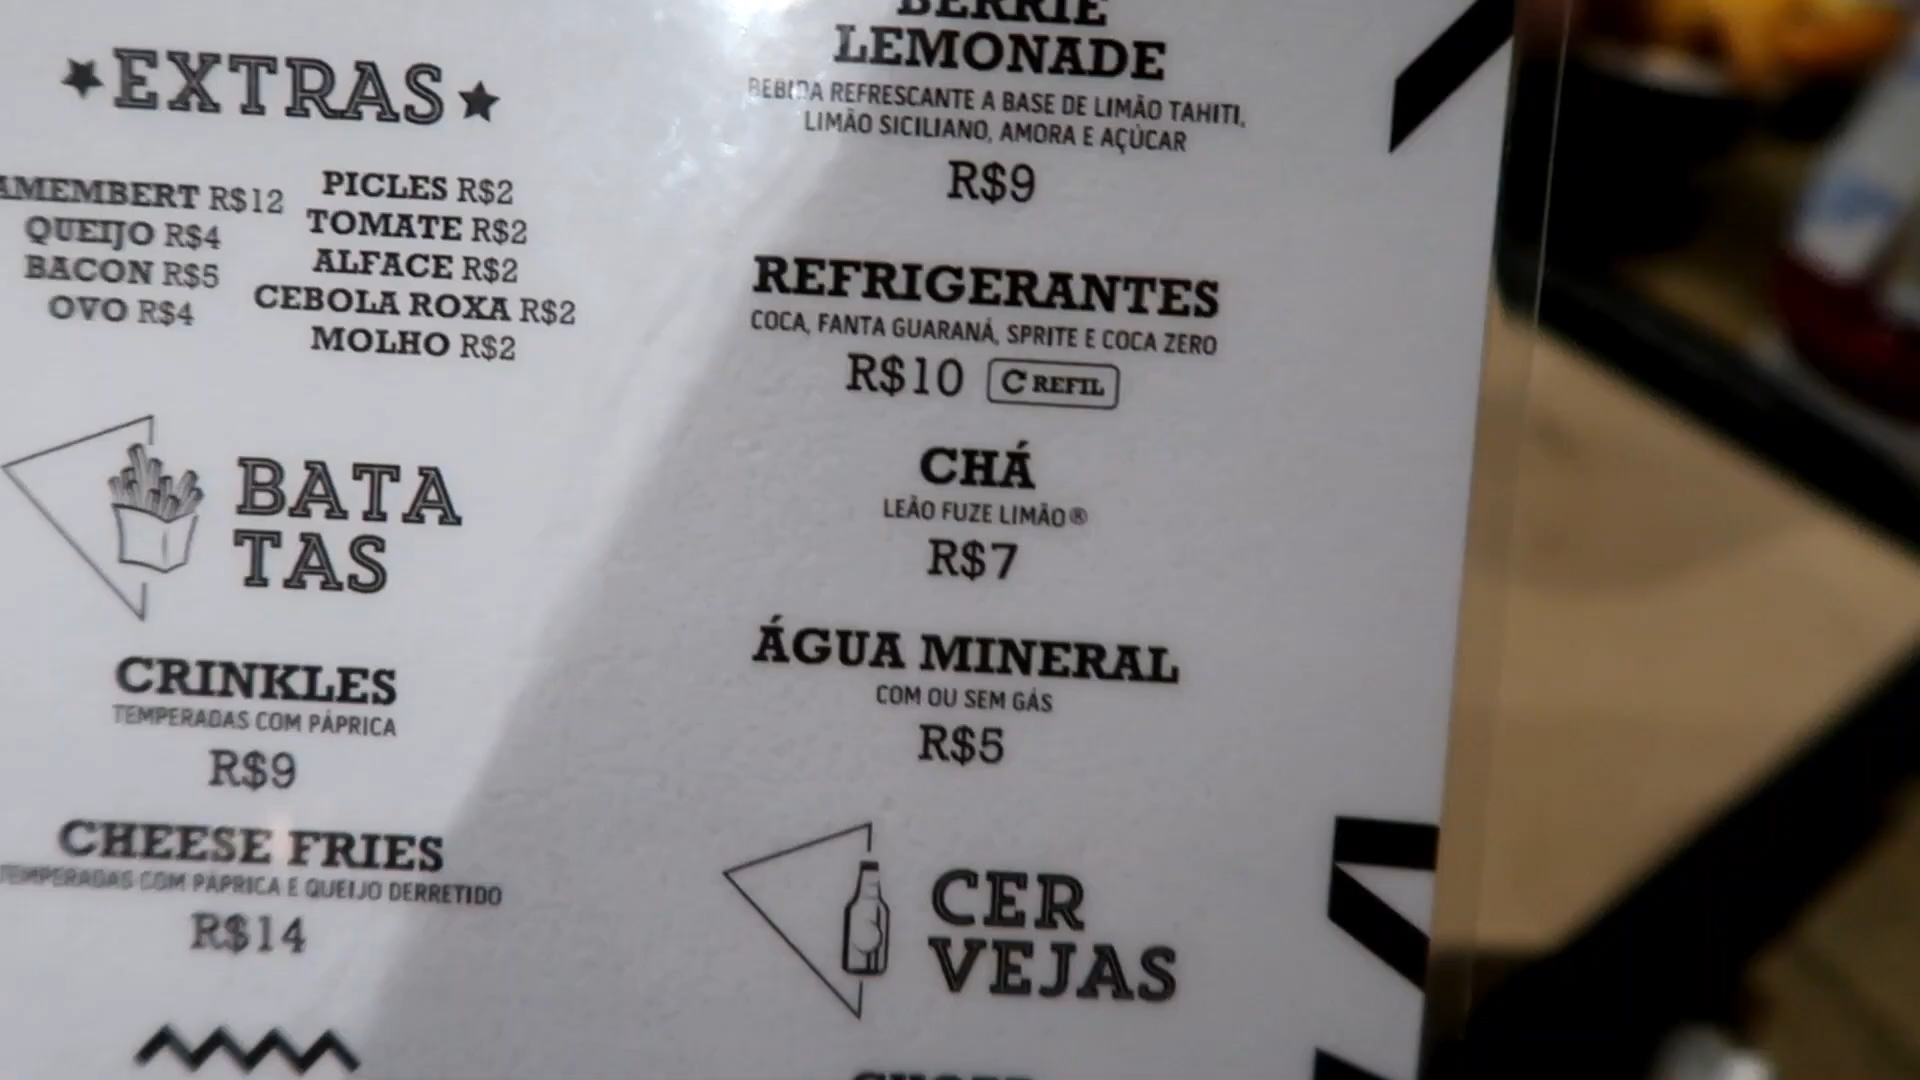 ★EXTRAS★
AMEMBERT R$12
QUEIJO R$4
BACON R$5
OVO R$4
PICLES R$2
TOMATE R$2
ALFACE R$2
CEBOLA ROXA R$2
MOLHO R$2
BATA
TAS
CRINKLES
TEMPERADAS COM PÁPRICA
R$9
CHEESE FRIES
TEMPERADAS COM PÁPRICA E QUEIJO DERRETIDO
R$14
BERRIE
LEMONADE
BEBIDA REFRESCANTE A BASE DE LIMÃO TAHITI,
LIMÃO SICILIANO, AMORA E AÇÚCAR
R$9
REFRIGERANTES
COCA, FANTA GUARANÁ, SPRITE E COCA ZERO
R$10 C REFIL
CHÁ
LEÃO FUZE LIMÃO®
R$7
ÁGUA MINERAL
COM OU SEM GÁS
R$5
CER
VEJAS